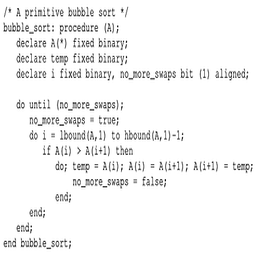 /* A primitive bubble sort */
bubble_sort: procedure (A);
declare A(*) fixed binary;
declare temp fixed binary;
declare i fixed binary, no_more_swaps bit (1) aligned;
do until (no_more_swaps);
no_more_swaps = true;
do i = lbound(A,1) to hbound(A,1)-1;
if A(i) > A(i+1) then
do; temp = A(i); A(i) = A(i+1); A(i+1) = temp;
no_more_swaps = false;
end;
end;
end;
end bubble_sort;